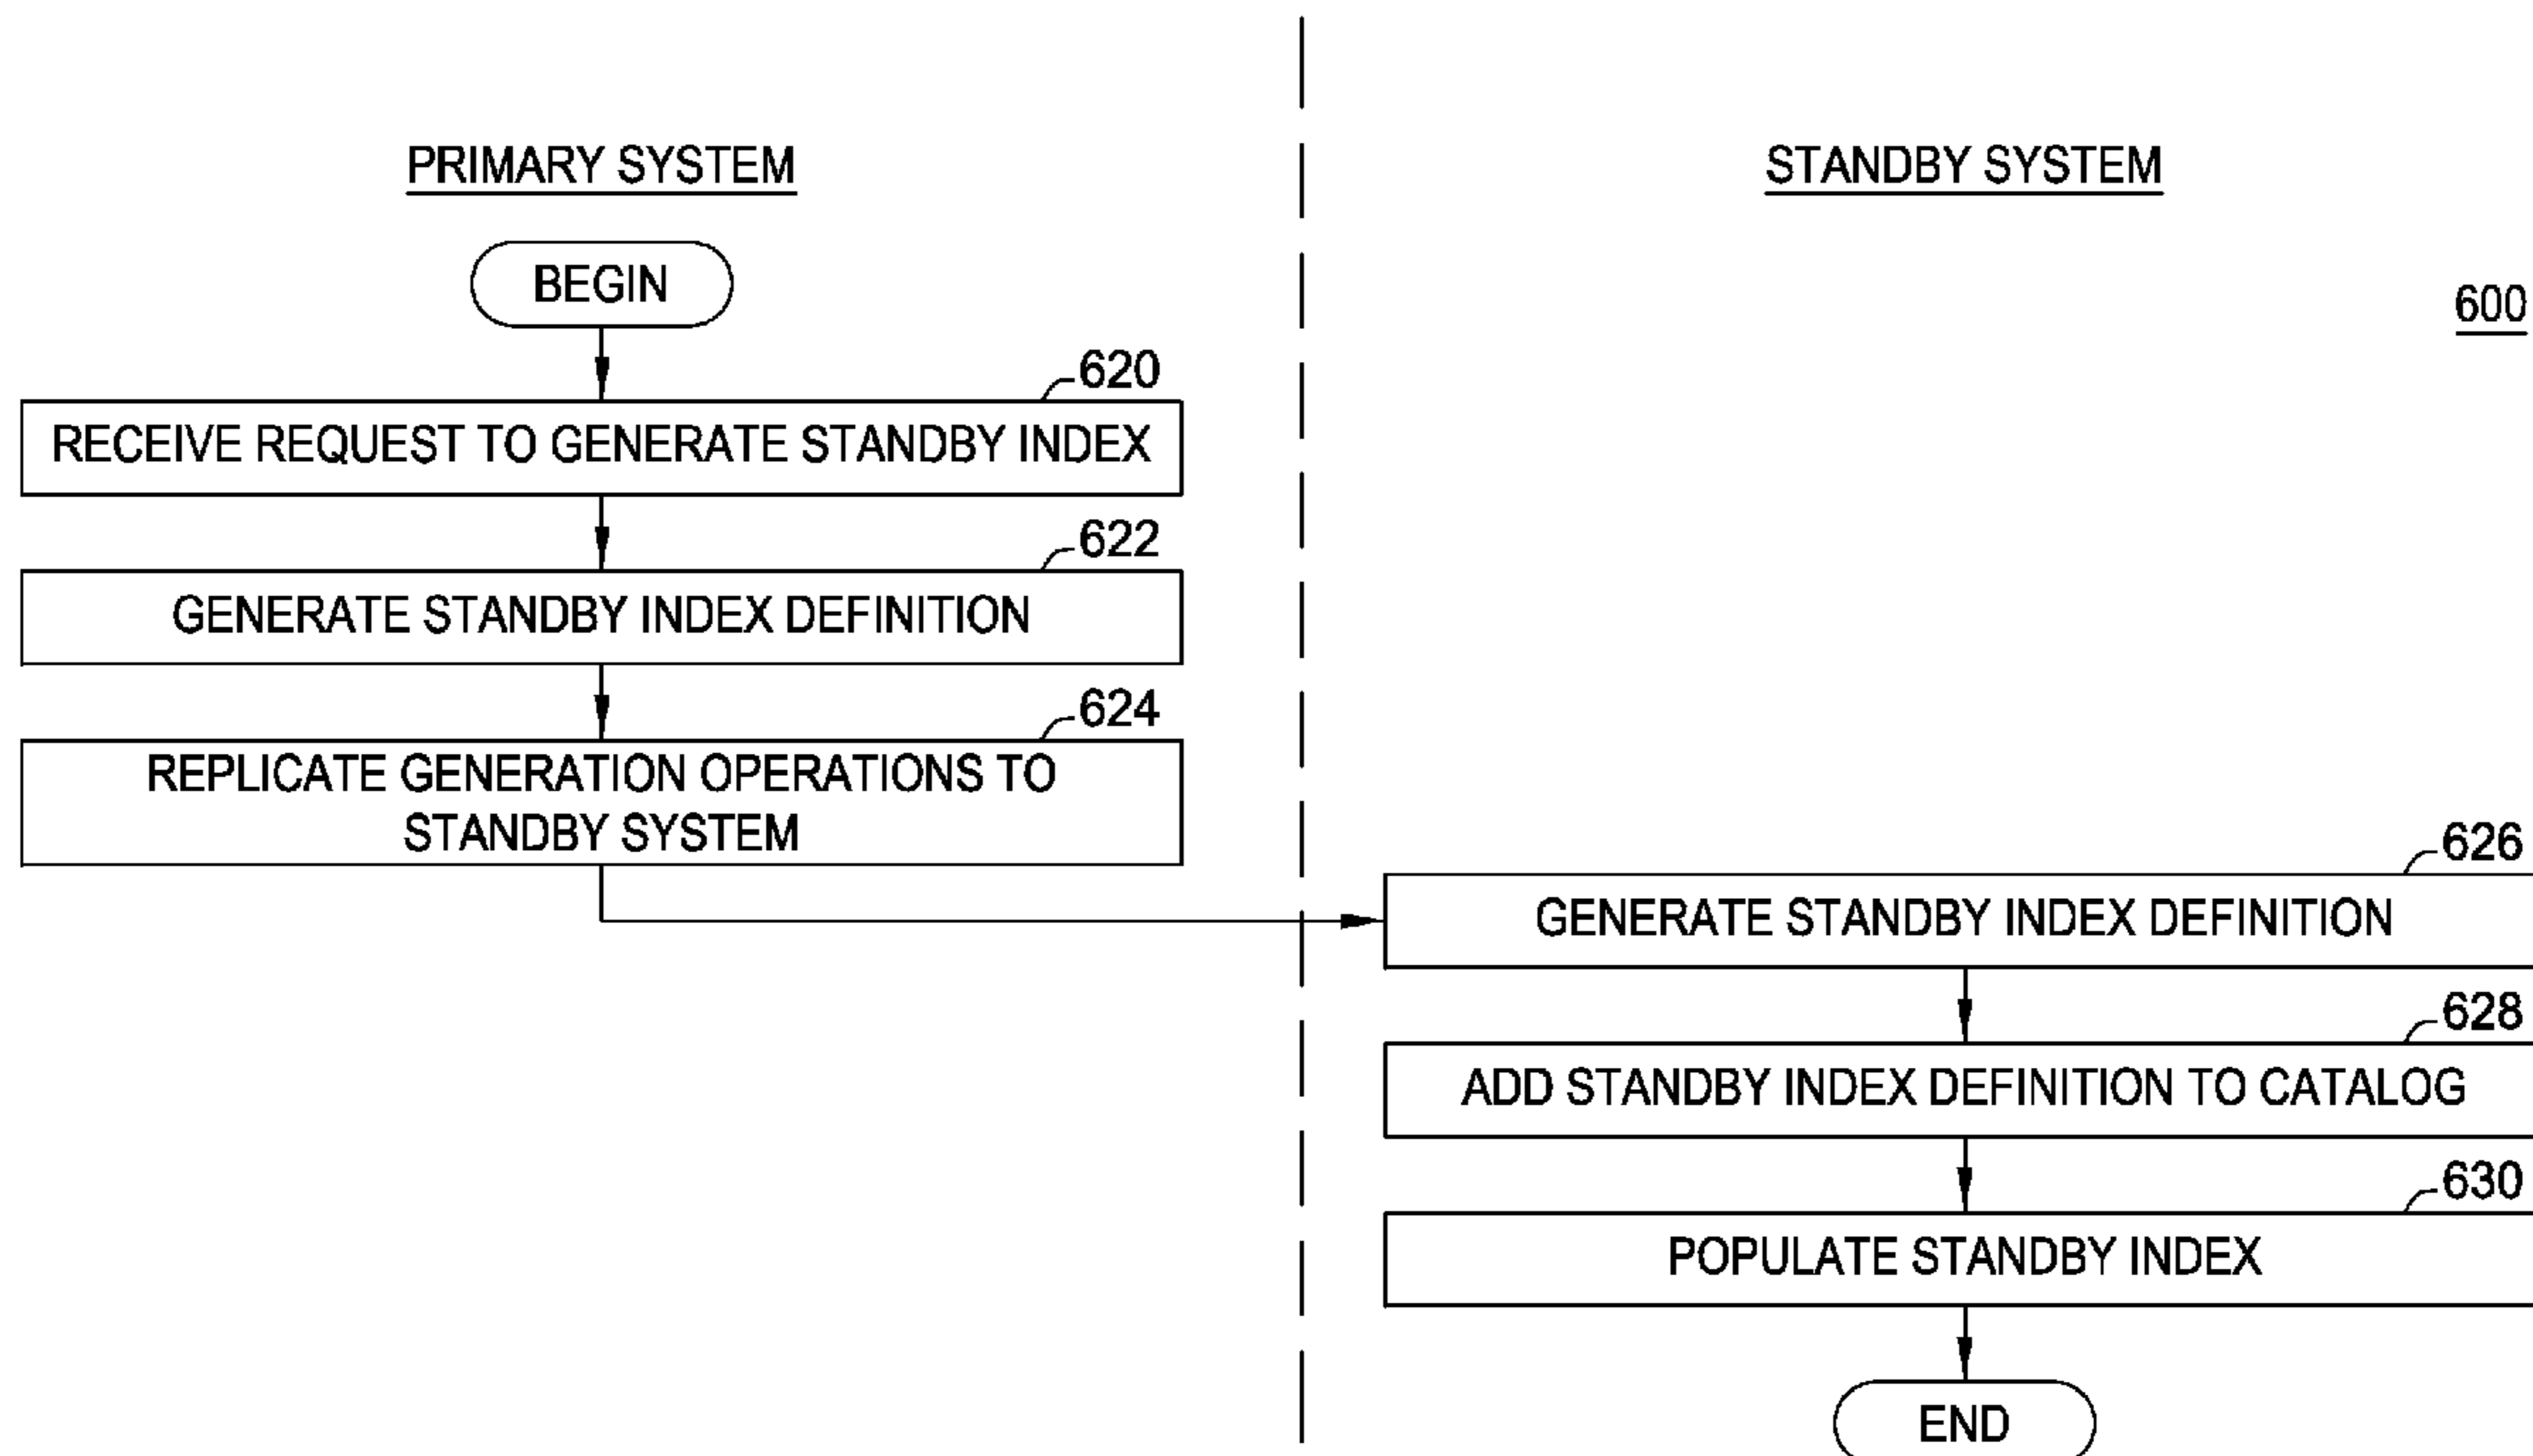 PRIMARY SYSTEM
STANDBY SYSTEM
BEGIN
600
620
RECEIVE REQUEST TO GENERATE STANDBY INDEX
622
GENERATE STANDBY INDEX DEFINITION
624
REPLICATE GENERATION OPERATIONS TO
STANDBY SYSTEM
626
GENERATE STANDBY INDEX DEFINITION
628
ADD STANDBY INDEX DEFINITION TO CATALOG
630
POPULATE STANDBY INDEX
END